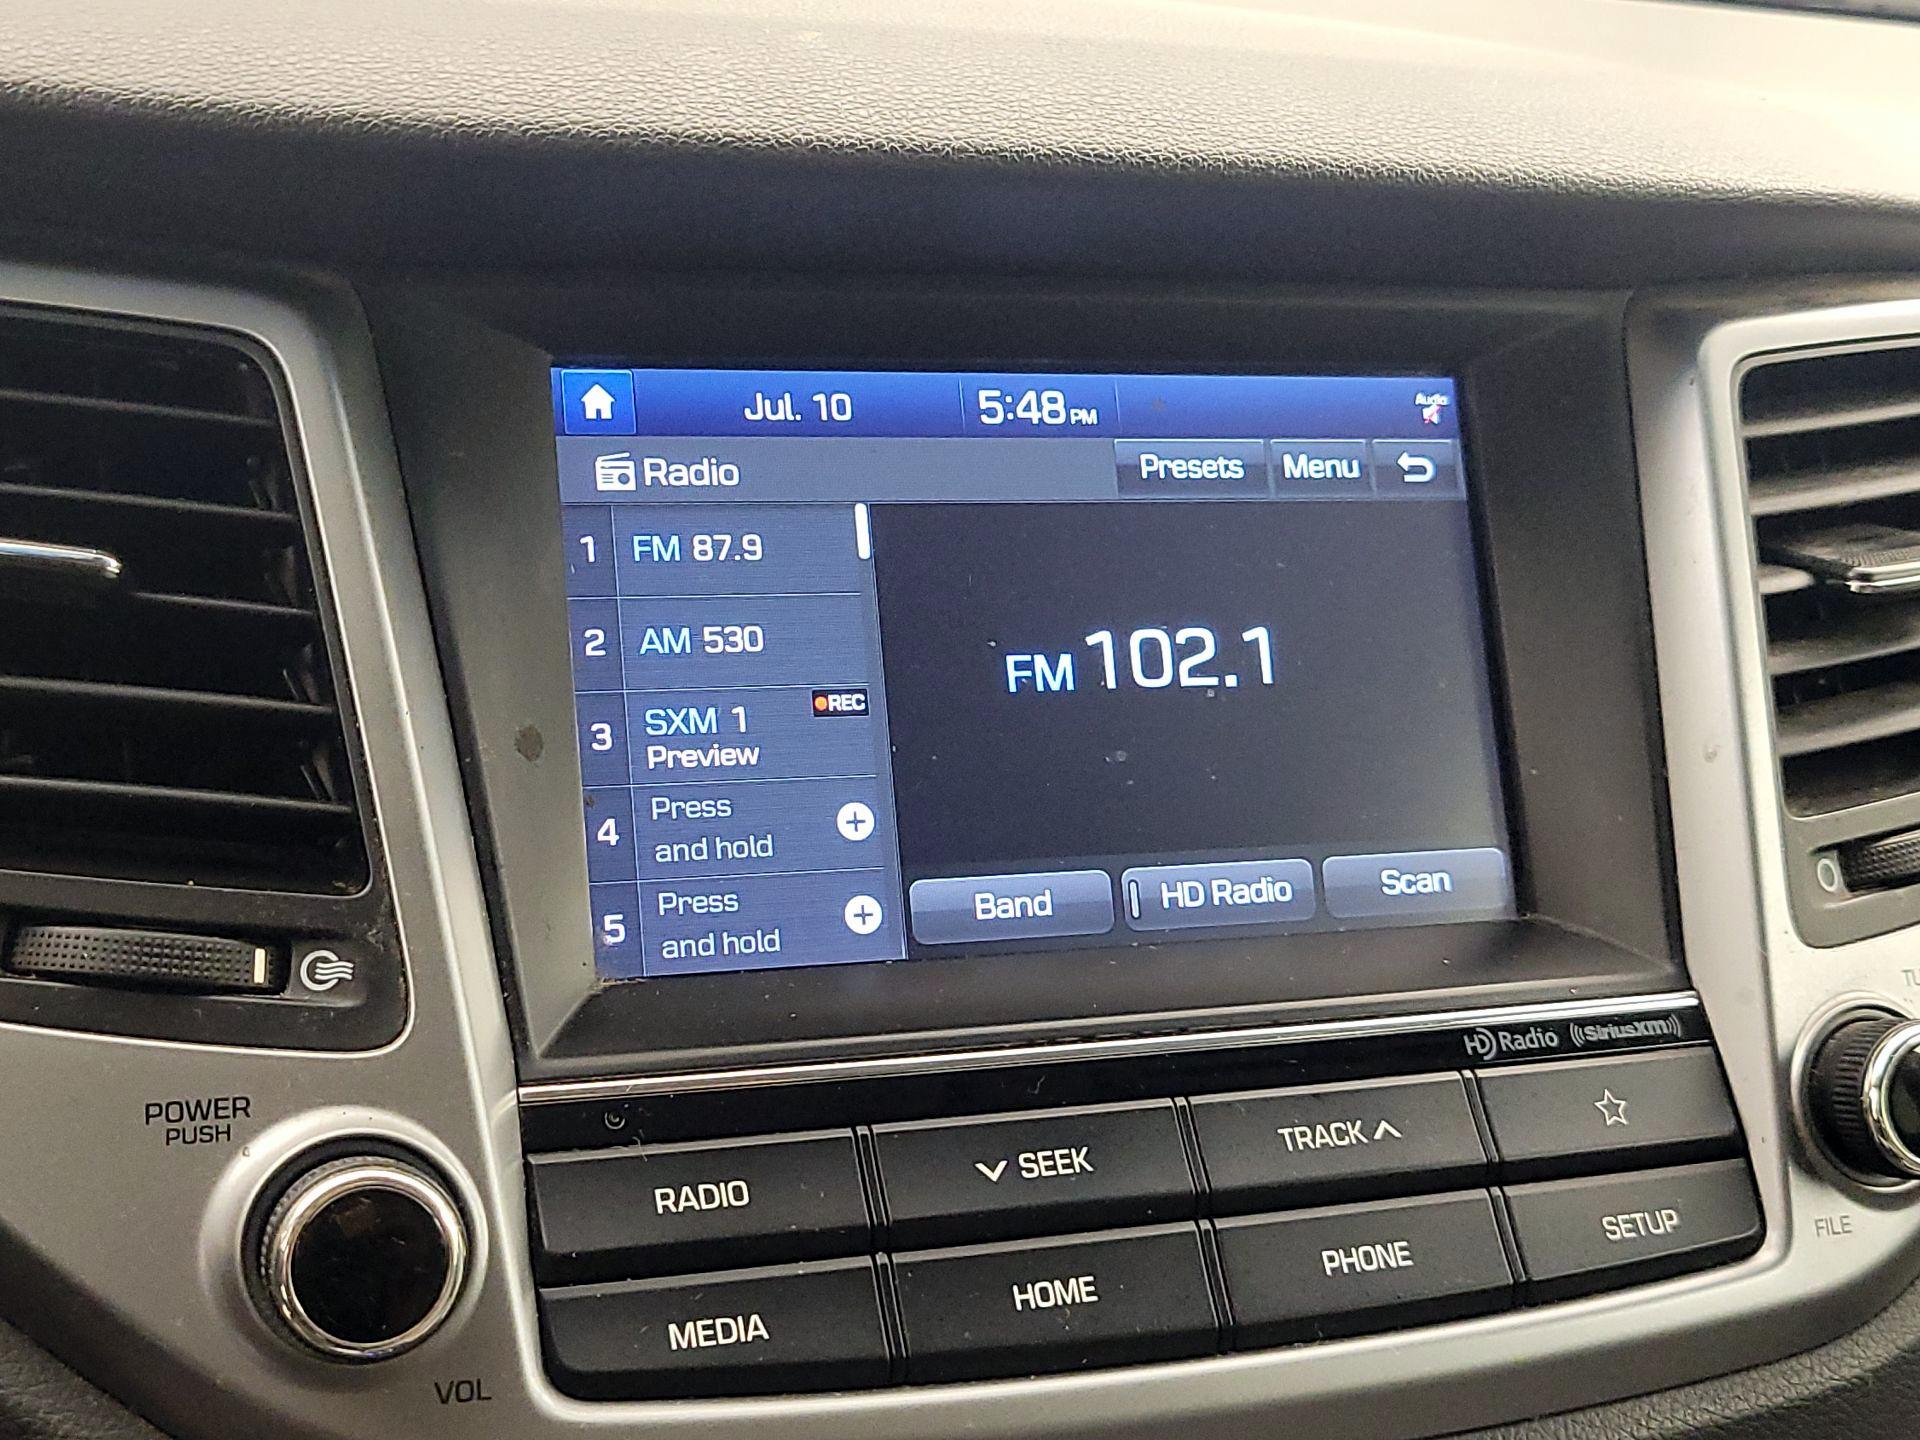 Jul. 10
5:48 PM
Audio
Radio
Presets
Menu
1 FM 87.9
2 AM 530
3 SXM 1
REC
Preview
4 Press
and hold
5 Press
and hold
FM 102.1
Band
HD Radio
Scan
HD Radio
SiriusXM
POWER
PUSH
VOL
RADIO
SEEK
TRACK
MEDIA
HOME
PHONE
SETUP
FILE